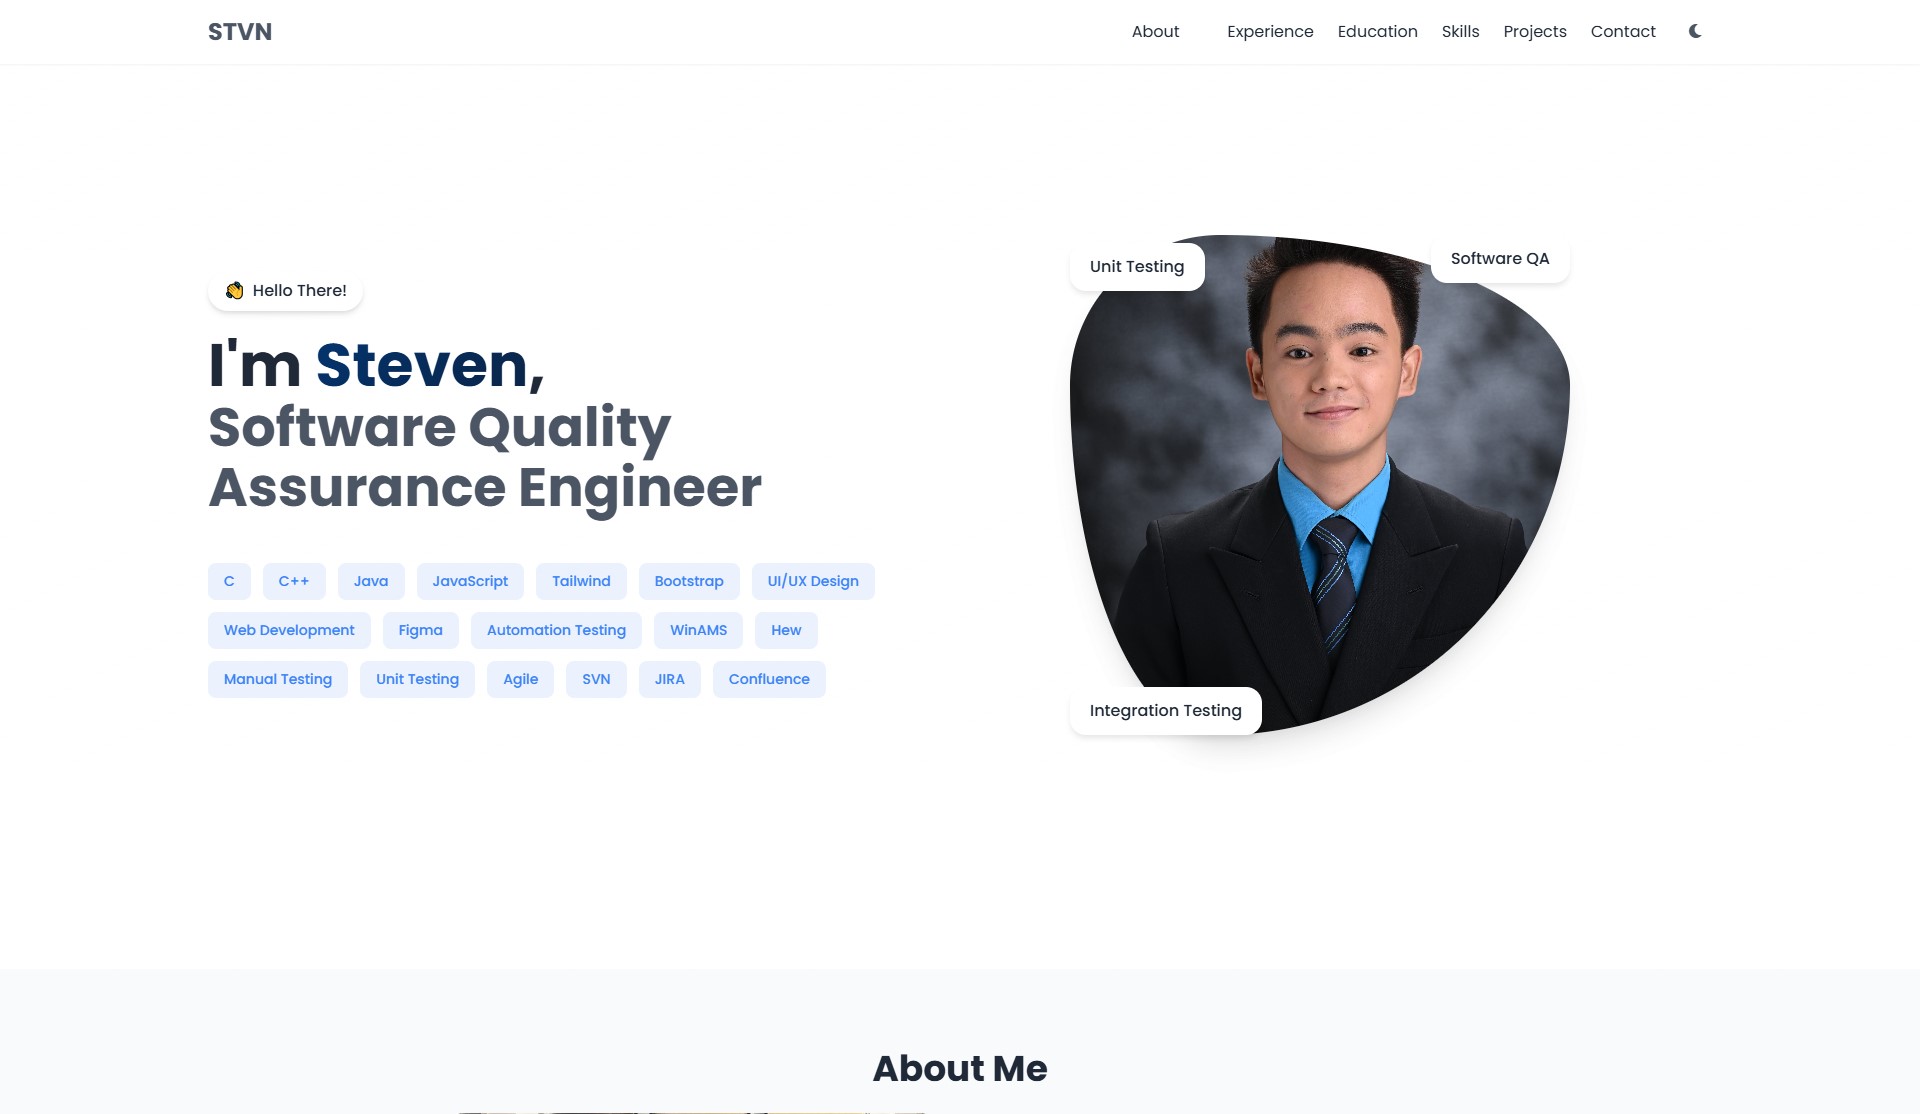 STVN
About Experience Education Skills Projects Contact
👋 Hello There!
I'm Steven,
Software Quality
Assurance Engineer
C C++ Java JavaScript Tailwind Bootstrap UI/UX Design
Web Development Figma Automation Testing WinAMS Hew
Manual Testing Unit Testing Agile SVN JIRA Confluence
Unit Testing
Software QA
Integration Testing
About Me